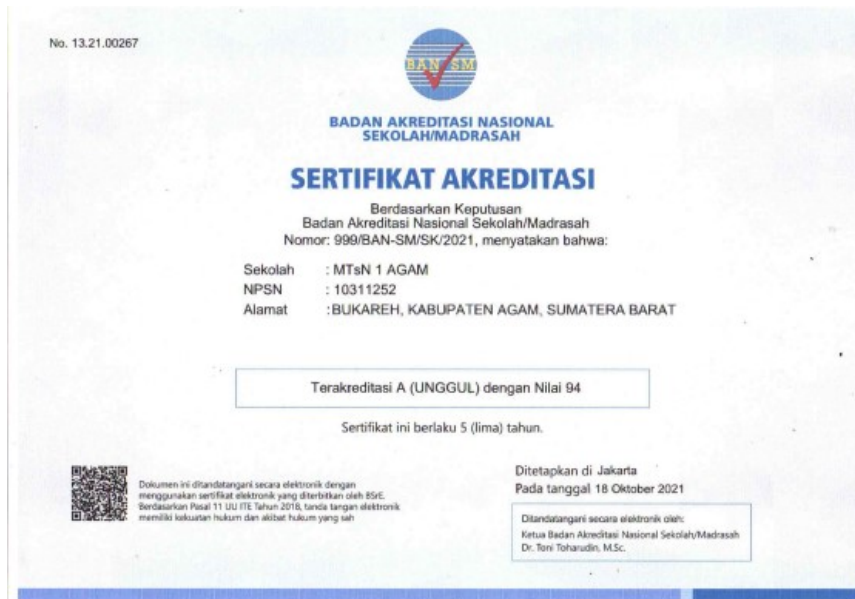 No. 13.21.00267
BAN SM
BADAN AKREDITASI NASIONAL
SEKOLAH/MADRASAH
SERTIFIKAT AKREDITASI
Berdasarkan Keputusan
Badan Akreditasi Nasional Sekolah/Madrasah
Nomor: 999/BAN-SM/SK/2021, menyatakan bahwa:
Sekolah : MTsN 1 AGAM
NPSN : 10311252
Alamat :BUKAREH, KABUPATEN AGAM, SUMATERA BARAT
Terakreditasi A (UNGGUL) dengan Nilai 94
Sertifikat ini berlaku 5 (lima) tahun.
Dokumen ini ditandatangani secara elektronik dengan
menggunakan sertifikat elektronik yang diterbitkan oleh BSrE.
Berdasarkan Pasal 11 UU ITE Tahun 2018, tanda tangan elektronik
memiliki kekuatan hukum dan akibat hukum yang sah
Ditetapkan di Jakarta
Pada tanggal 18 Oktober 2021
Ditandatangani secara elektronik oleh:
Ketua Badan Akreditasi Nasional Sekolah/Madrasah
Dr. Toni Toharudin, M.Sc.